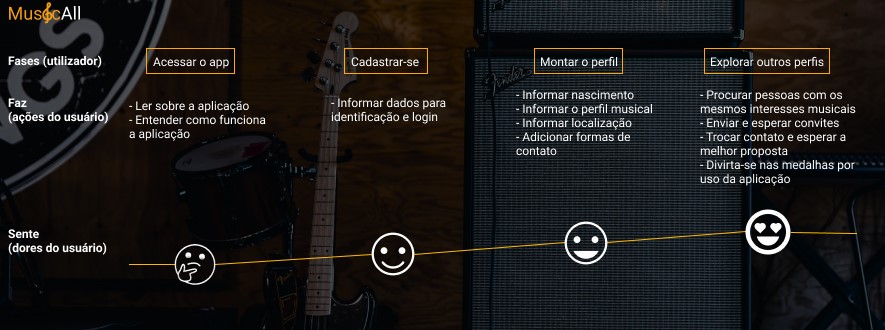 MusicAll
Fases (utilizador)
Acessar o app
Cadastrar-se
Montar o perfil
Explorar outros perfis
Faz
(ações do usuário)
- Ler sobre a aplicação
- Entender como funciona
a aplicação
- Informar dados para
identificação e login
- Informar nascimento
- Informar o perfil musical
- Informar localização
- Adicionar formas de
contato
- Procurar pessoas com os
mesmos interesses musicais
- Enviar e esperar convites
- Trocar contato e esperar a
melhor proposta
- Divirta-se nas medalhas por
uso da aplicação
Sente
(dores do usuário)
Fender
NGS